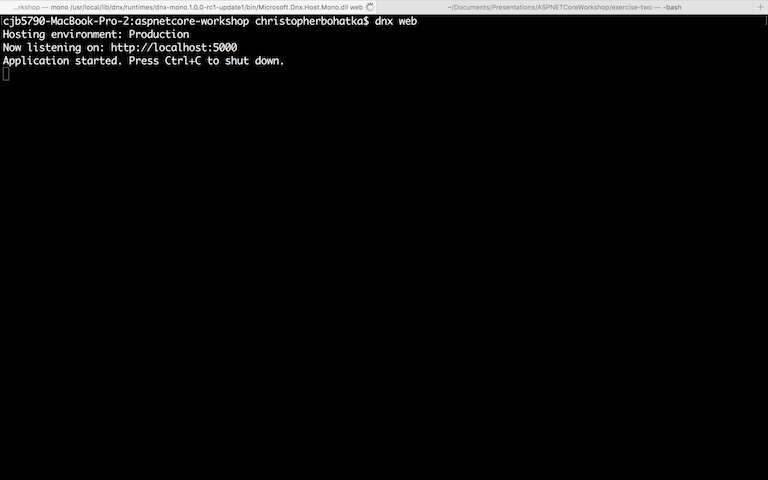 ...rkshop — mono /usr/local/lib/dnx/runtimes/dnx-mono.1.0.0-rc1-update1/bin/Microsoft.Dnx.Host.Mono.dll web
~/Documents/Presentations/ASPNETCoreWorkshop/exercise-two — -bash
+
cjb5790-MacBook-Pro-2:aspnetcore-workshop christopherbohatka$ dnx web
Hosting environment: Production
Now listening on: http://localhost:5000
Application started. Press Ctrl+C to shut down.